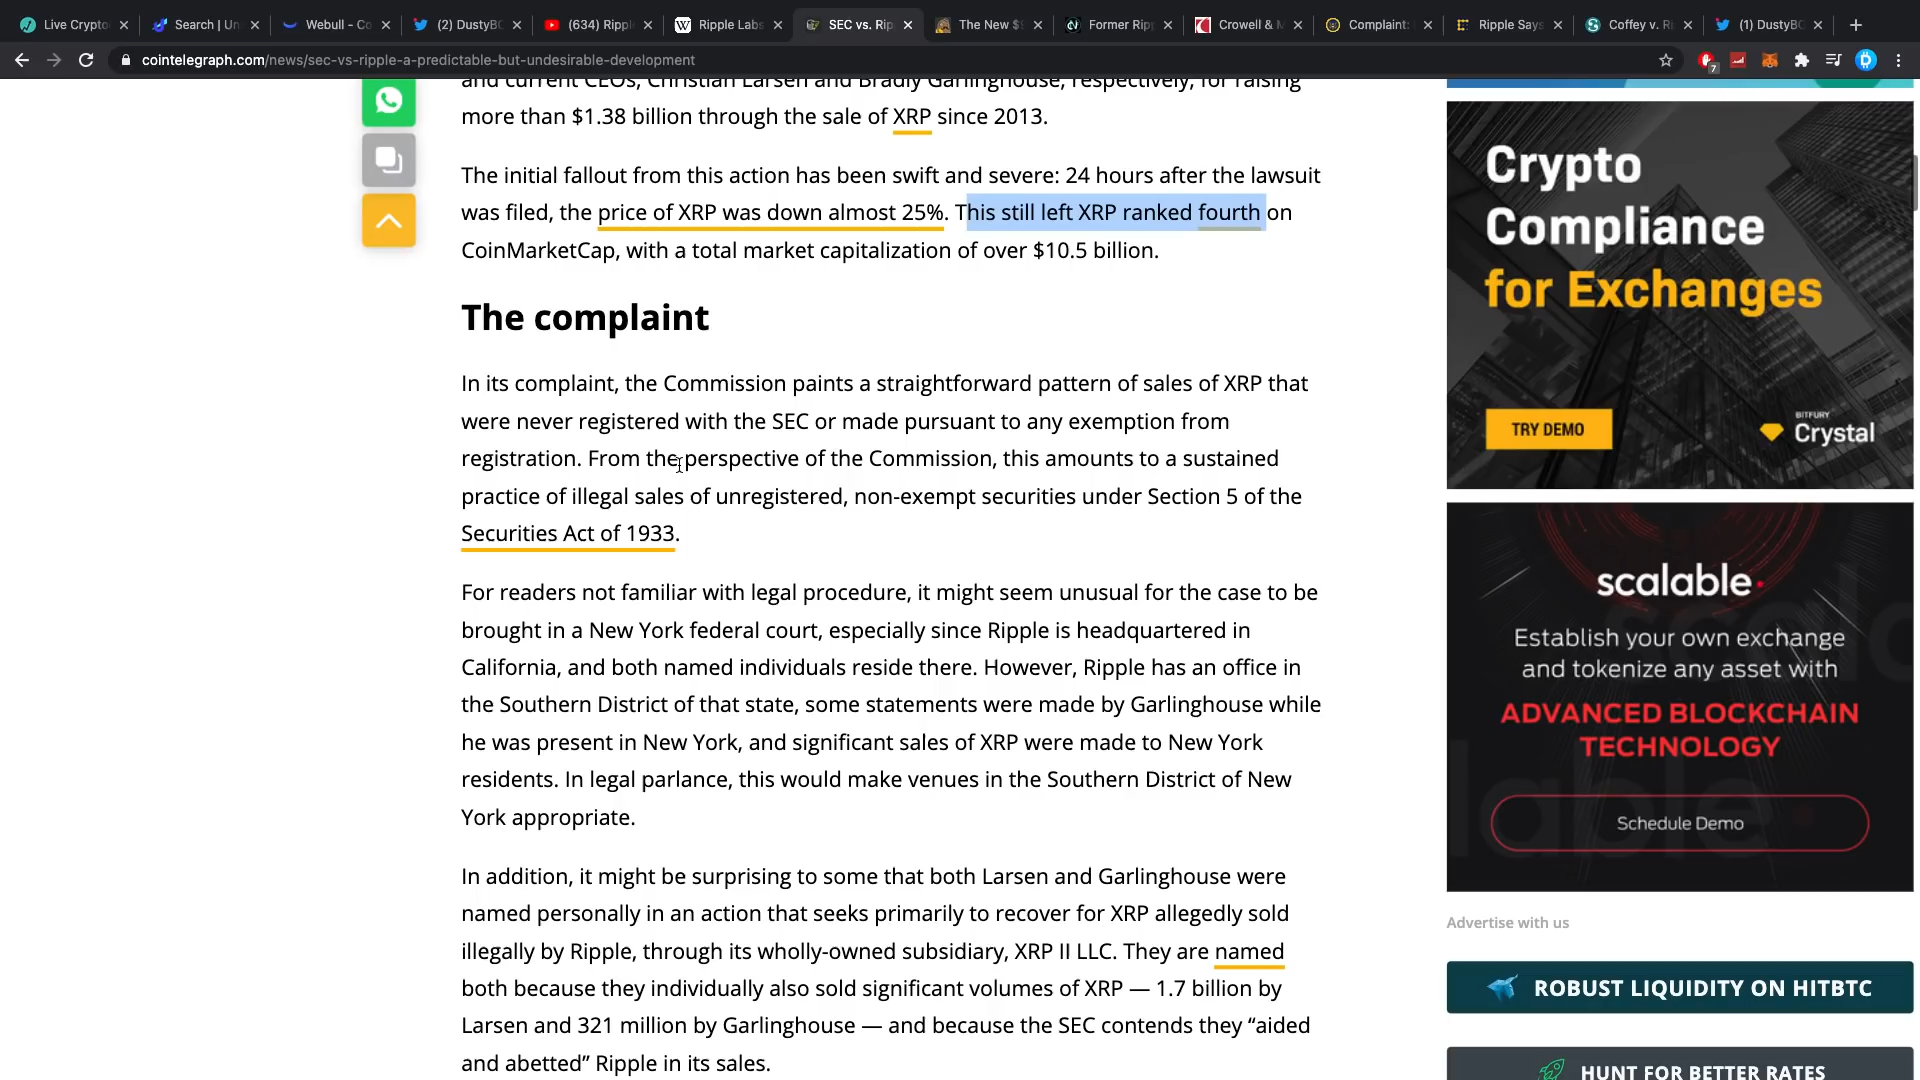 Live Crypto
Search | Un
Webull - Co
(2) DustyBC
(634) Ripple
Ripple Labs
SEC vs. Rip
The New $
Former Rip
Crowell & M
Complaint:
Ripple Says
Coffey v. Ri
(1) DustyBC
cointelegraph.com/news/sec-vs-ripple-a-predictable-but-undesirable-development
7
and current CEOs, Christian Larsen and Bradly Garlinghouse, respectively, for raising
more than $1.38 billion through the sale of XRP since 2013.
The initial fallout from this action has been swift and severe: 24 hours after the lawsuit
was filed, the price of XRP was down almost 25%. This still left XRP ranked fourth on
CoinMarketCap, with a total market capitalization of over $10.5 billion.
The complaint
In its complaint, the Commission paints a straightforward pattern of sales of XRP that
were never registered with the SEC or made pursuant to any exemption from
registration. From the perspective of the Commission, this amounts to a sustained
practice of illegal sales of unregistered, non-exempt securities under Section 5 of the
Securities Act of 1933.
For readers not familiar with legal procedure, it might seem unusual for the case to be
brought in a New York federal court, especially since Ripple is headquartered in
California, and both named individuals reside there. However, Ripple has an office in
the Southern District of that state, some statements were made by Garlinghouse while
he was present in New York, and significant sales of XRP were made to New York
residents. In legal parlance, this would make venues in the Southern District of New
York appropriate.
In addition, it might be surprising to some that both Larsen and Garlinghouse were
named personally in an action that seeks primarily to recover for XRP allegedly sold
illegally by Ripple, through its wholly-owned subsidiary, XRP II LLC. They are named
both because they individually also sold significant volumes of XRP — 1.7 billion by
Larsen and 321 million by Garlinghouse — and because the SEC contends they “aided
and abetted” Ripple in its sales.
Crypto
Compliance
for Exchanges
TRY DEMO
BITFURY
Crystal
scalable
Establish your own exchange
and tokenize any asset with
ADVANCED BLOCKCHAIN
TECHNOLOGY
Schedule Demo
Advertise with us
ROBUST LIQUIDITY ON HITBTC
HUNT FOR BETTER RATES